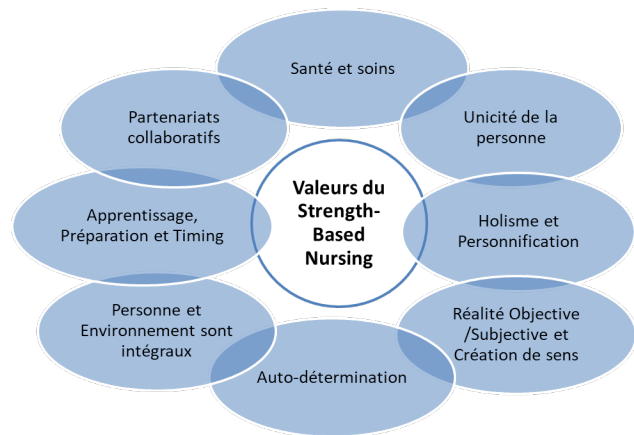 Santé et soins
Partenariats
collaboratifs
Unicité de la
personne
Valeurs du
Strength-
Based
Nursing
Apprentissage,
Préparation et Timing
Holisme et
Personnification
Personne et
Environnement sont
intégraux
Réalité Objective
/Subjective et
Création de sens
Auto-détermination